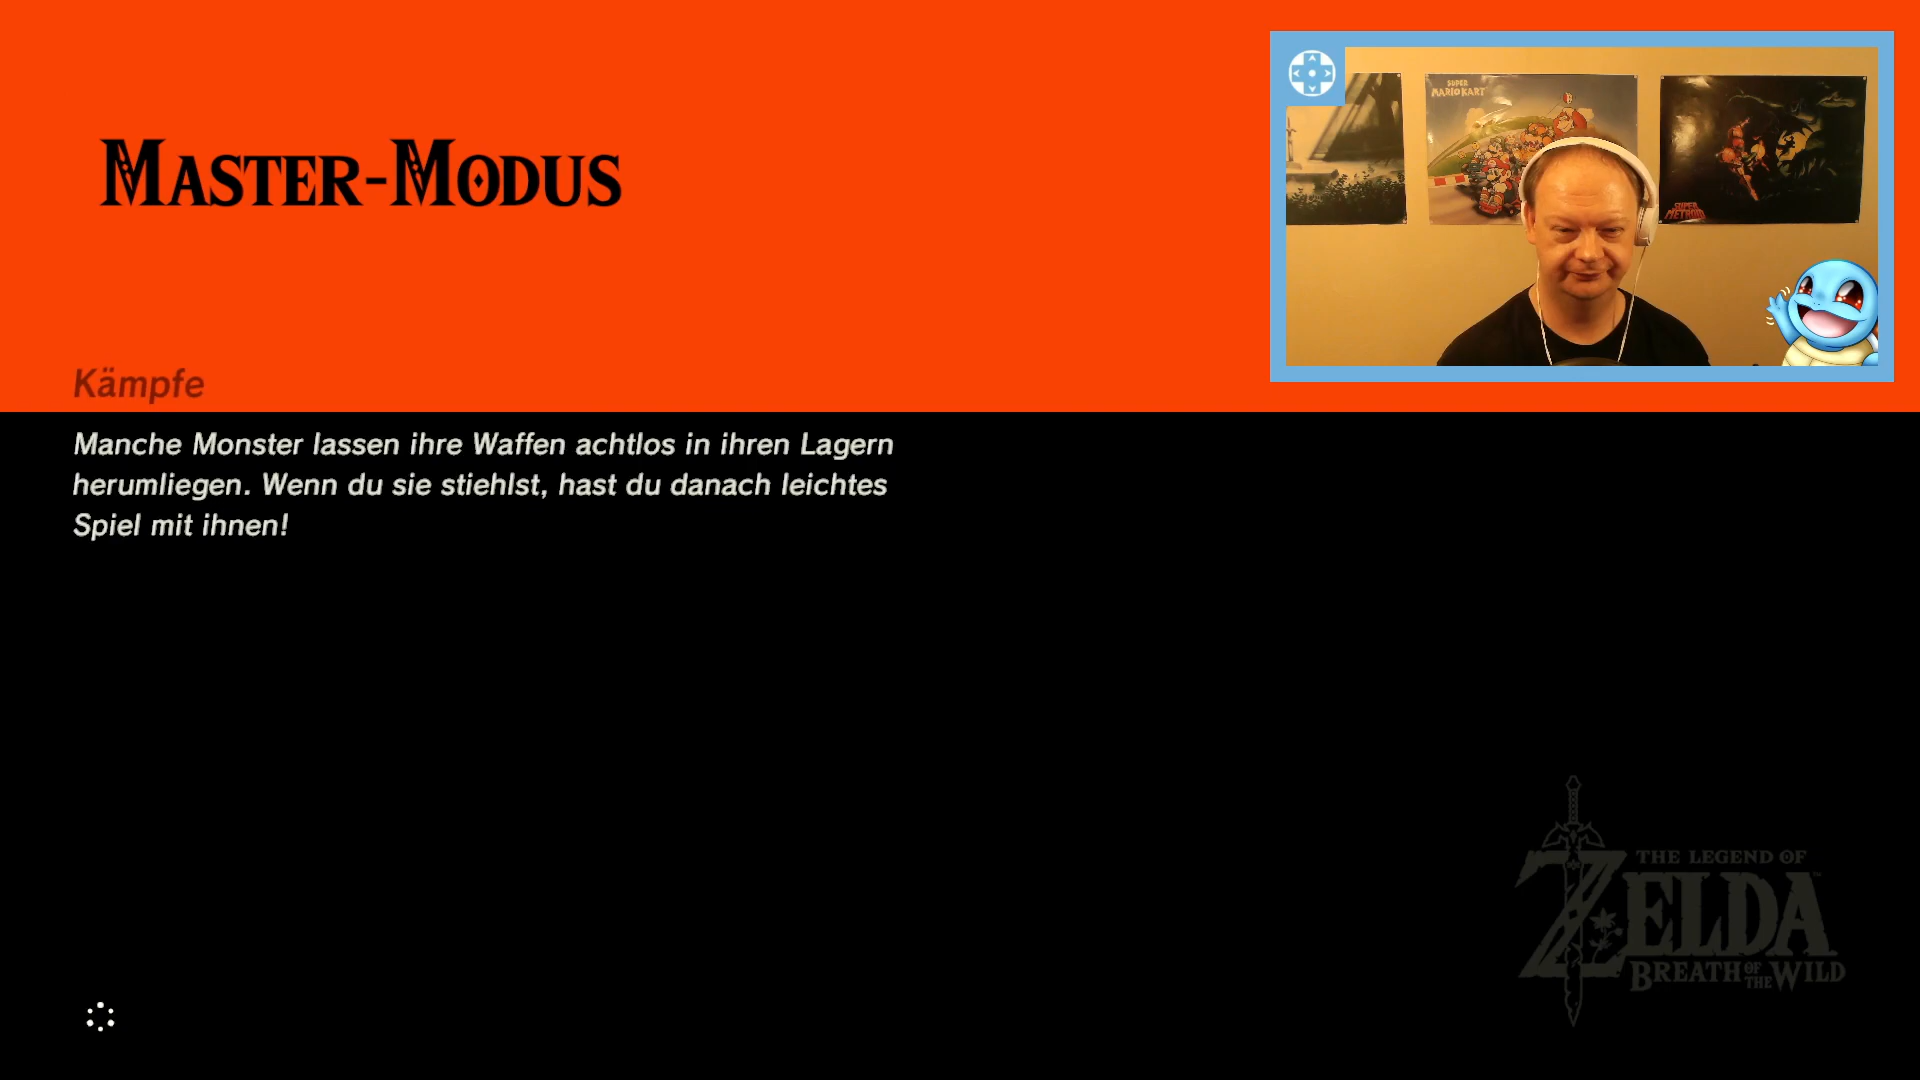 Master-Modus
Kämpfe
Manche Monster lassen ihre Waffen achtlos in ihren Lagern
herumliegen. Wenn du sie stiehlst, hast du danach leichtes
Spiel mit ihnen!
SUPER
MARIO KART
SUPER
METROID
THE LEGEND OF
ZELDA
BREATH OF THE WILD